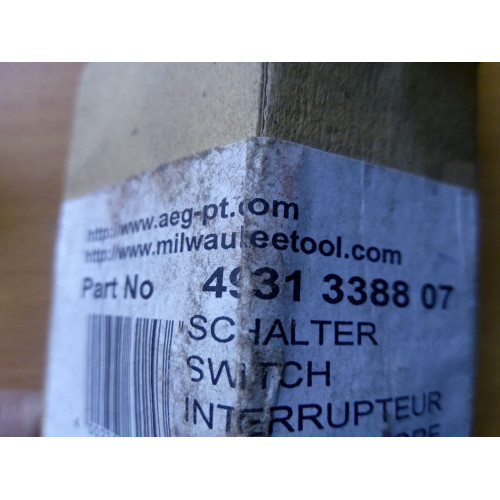 http://www.aeg-pt.com
http://www.milwaukeetool.com
Part No 4931 3388 07
SCHALTER
SWITCH
INTERRUPTEUR